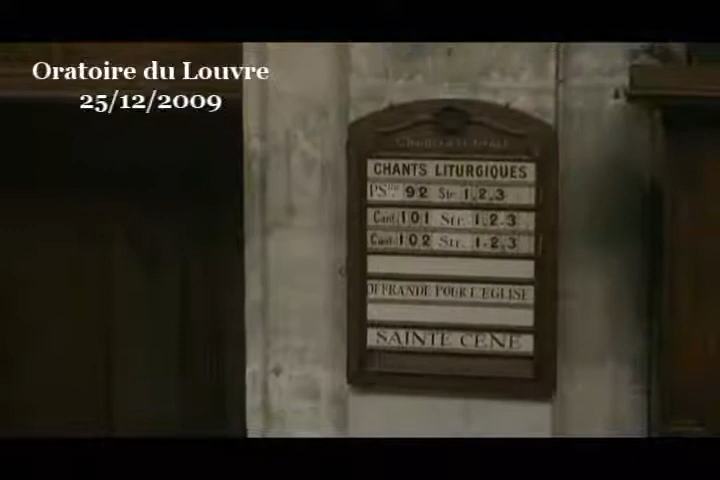 Oratoire du Louvre
25/12/2009
CHANTS LITURGIQUES
PS. 92 Str. 1,2,3
Cant. 101 Str. 1.2.3
Cant. 102 Str. 1-2,3
OFFRANDE POUR L'EGLISE
SAINTE CENE